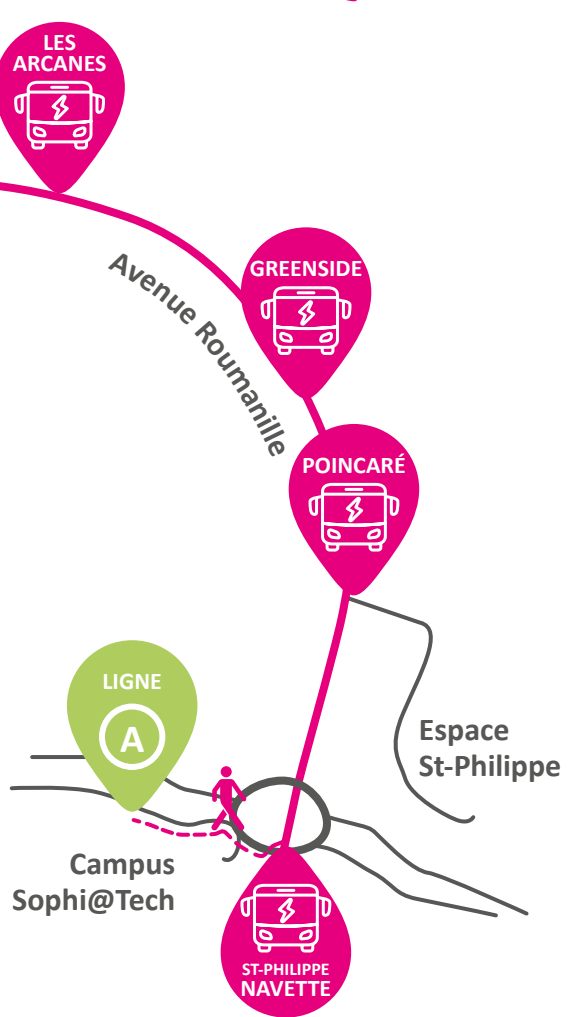 LES
ARCANES
GREENSIDE
Avenue Roumanille
POINCARÉ
LIGNE
A
Espace
St-Philippe
Campus
Sophi@Tech
ST-PHILIPPE
NAVETTE